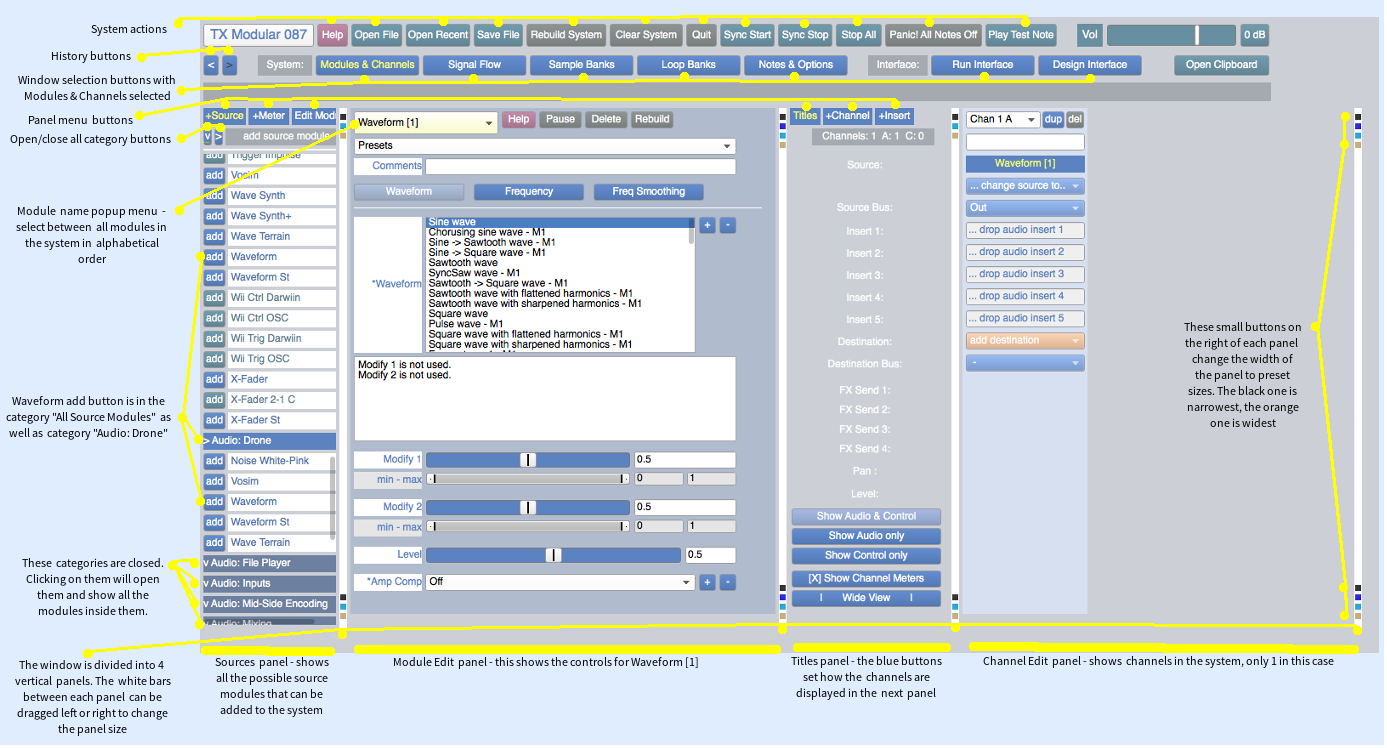 System actions
TX Modular 087
Help
Open File
Open Recent
Save File
Rebuild System
Clear System
Quit
Sync Start
Sync Stop
Stop All
Panic! All Notes Off
Play Test Note
Vol
0 dB
History buttons
<
>
System:
Modules & Channels
Signal Flow
Sample Banks
Loop Banks
Notes & Options
Interface:
Run Interface
Design Interface
Open Clipboard
Window selection buttons with
Modules & Channels selected
Panel menu buttons
Open/close all category buttons
Module name popup menu -
select between all modules in
the system in alphabetical
order
Waveform add button is in the
category "All Source Modules" as
well as category "Audio: Drone"
These categories are closed.
Clicking on them will open
them and show all the
modules inside them.
The window is divided into 4
vertical panels. The white bars
between each panel can be
dragged left or right to change
the panel size
+Source
+Meter
Edit Mod
v
>
add source module
add Trigger Impulse
add Vosim
add Wave Synth
add Wave Synth+
add Wave Terrain
add Waveform
add Waveform St
add Wii Ctrl Darwiin
add Wii Ctrl OSC
add Wii Trig Darwiin
add Wii Trig OSC
add X-Fader
add X-Fader 2-1 C
add X-Fader St
> Audio: Drone
add Noise White-Pink
add Vosim
add Waveform
add Waveform St
add Wave Terrain
v Audio: File Player
v Audio: Inputs
v Audio: Mid-Side Encoding
v Audio: Mixing
Sources panel - shows
all the possible source
modules that can be
added to the system
Waveform [1]
Help
Pause
Delete
Rebuild
Presets
Comments
Waveform
Frequency
Freq Smoothing
*Waveform
Sine wave
Chorusing sine wave - M1
Sine -> Sawtooth wave - M1
Sine -> Square wave - M1
Sawtooth wave
SyncSaw wave - M1
Sawtooth -> Square wave - M1
Sawtooth wave with flattened harmonics - M1
Sawtooth wave with sharpened harmonics - M1
Square wave
Pulse wave - M1
Square wave with flattened harmonics - M1
Square wave with sharpened harmonics - M1
+
-
Modify 1 is not used.
Modify 2 is not used.
Modify 1
0.5
min - max
0
1
Modify 2
0.5
min - max
0
1
Level
0.5
*Amp Comp
Off
+
-
Module Edit panel - this shows the controls for Waveform [1]
Titles
+Channel
+Insert
Channels: 1 A: 1 C: 0
Source:
Source Bus:
Insert 1:
Insert 2:
Insert 3:
Insert 4:
Insert 5:
Destination:
Destination Bus:
FX Send 1:
FX Send 2:
FX Send 3:
FX Send 4:
Pan :
Level:
Show Audio & Control
Show Audio only
Show Control only
[X] Show Channel Meters
I Wide View I
Titles panel - the blue buttons
set how the channels are
displayed in the next panel
Chan 1 A
dup
del
Waveform [1]
... change source to..
Out
... drop audio insert 1
... drop audio insert 2
... drop audio insert 3
... drop audio insert 4
... drop audio insert 5
add destination
-
Channel Edit panel - shows channels in the system, only 1 in this case
These small buttons on
the right of each panel
change the width of
the panel to preset
sizes. The black one is
narrowest, the orange
one is widest